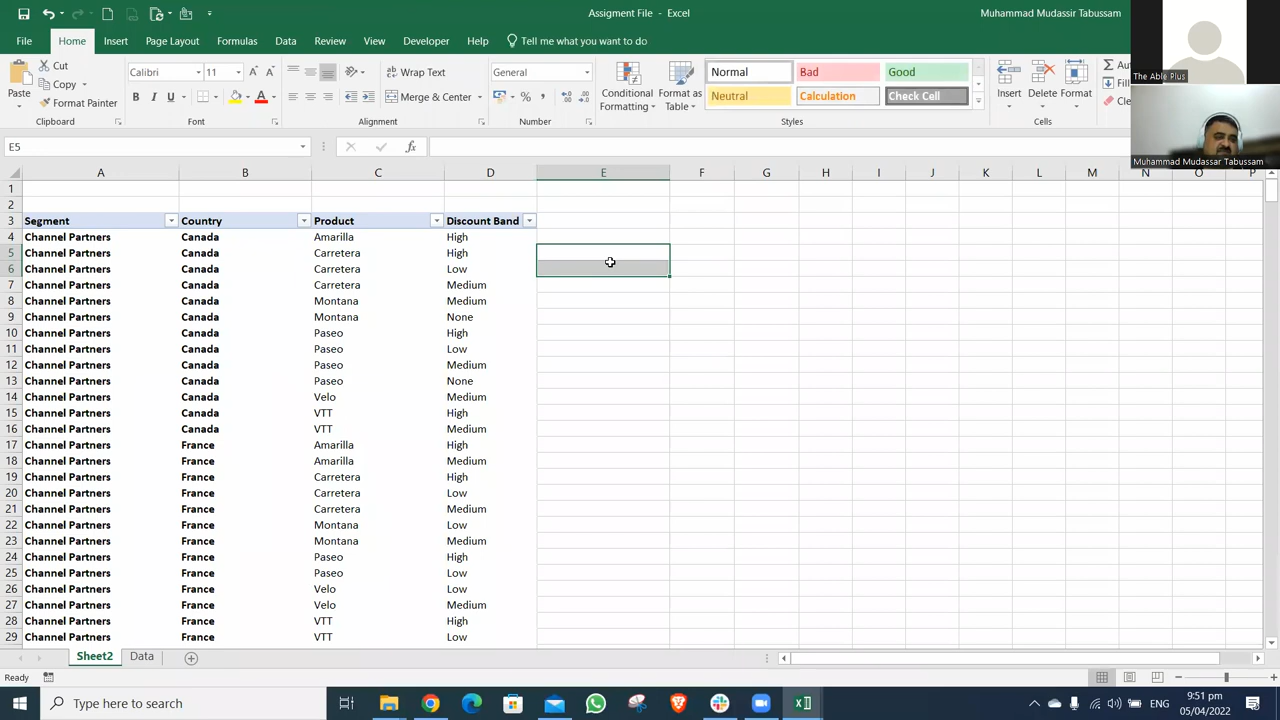 Assigment File - Excel
Muhammad Mudassir Tabussam
File Home Insert Page Layout Formulas Data Review View Developer Help Tell me what you want to do
The Able Plus
Paste
Cut
Copy
Format Painter
Clipboard
Calibri 11
B I U
Font
Wrap Text
Merge & Center
Alignment
General
Number
Conditional Formatting
Format as Table
Normal Bad Good
Neutral Calculation Check Cell
Styles
Insert Delete Format
Cells
Muhammad Mudassar Tabussam
E5
fx
A B C D E F G H I J K L M N O P
1
2
3 Segment Country Product Discount Band
4 Channel Partners Canada Amarilla High
5 Channel Partners Canada Carretera High
6 Channel Partners Canada Carretera Low
7 Channel Partners Canada Carretera Medium
8 Channel Partners Canada Montana Medium
9 Channel Partners Canada Montana None
10 Channel Partners Canada Paseo High
11 Channel Partners Canada Paseo Low
12 Channel Partners Canada Paseo Medium
13 Channel Partners Canada Paseo None
14 Channel Partners Canada Velo Medium
15 Channel Partners Canada VTT High
16 Channel Partners Canada VTT Medium
17 Channel Partners France Amarilla High
18 Channel Partners France Amarilla Medium
19 Channel Partners France Carretera High
20 Channel Partners France Carretera Low
21 Channel Partners France Carretera Medium
22 Channel Partners France Montana Low
23 Channel Partners France Montana Medium
24 Channel Partners France Paseo High
25 Channel Partners France Paseo Low
26 Channel Partners France Velo Low
27 Channel Partners France Velo Medium
28 Channel Partners France VTT High
29 Channel Partners France VTT Low
Sheet2 Data
Ready
Type here to search
ENG
9:51 pm
05/04/2022